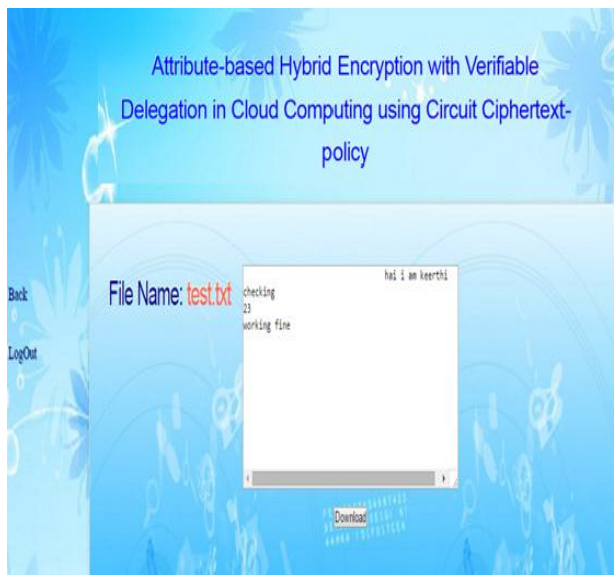 Attribute-based Hybrid Encryption with Verifiable
Delegation in Cloud Computing using Circuit Ciphertext-
policy
Back
LogOut
File Name: test.txt
hai i am keerthi
checking
23
working fine
Download